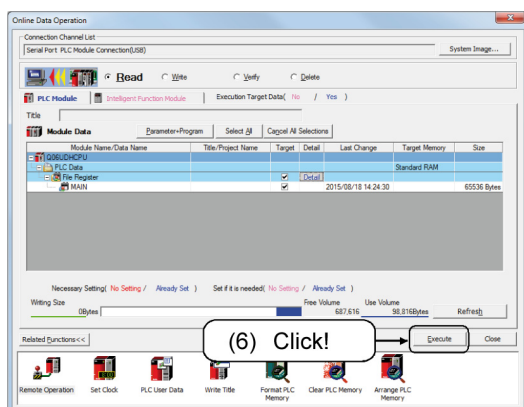 Online Data Operation
Connection Channel List
Serial Port PLC Module Connection(USB)
System Image...
Read Write Verify Delete
PLC Module Intelligent Function Module Execution Target Data( No / Yes )
Title
Module Data Parameter+Program Select All Cancel All Selections
Module Name/Data Name Title/Project Name Target Detail Last Change Target Memory Size
Q06UDHCPU
PLC Data Standard RAM
File Register Detail
MAIN 2015/08/18 14:24:30 65536 Bytes
Necessary Setting( No Setting / Already Set ) Set if it is needed( No Setting / Already Set )
Writing Size Free Volume Use Volume
0Bytes 687,616 98,816Bytes Refresh
Related Functions<< (6) Click! Execute Close
Remote Operation Set Clock PLC User Data Write Title Format PLC Memory Clear PLC Memory Arrange PLC Memory